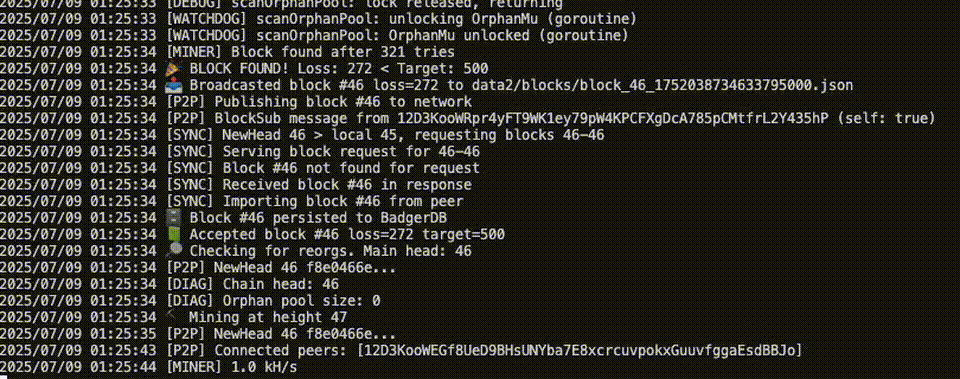 2025/07/09 01:25:33 [DEBUG] scanOrphanPool: lock released, returning
2025/07/09 01:25:33 [WATCHDOG] scanOrphanPool: unlocking OrphanMu (goroutine)
2025/07/09 01:25:33 [WATCHDOG] scanOrphanPool: OrphanMu unlocked (goroutine)
2025/07/09 01:25:34 [MINER] Block found after 321 tries
2025/07/09 01:25:34 🎉 BLOCK FOUND! Loss: 272 < Target: 500
2025/07/09 01:25:34 📤 Broadcasted block #46 loss=272 to data2/blocks/block_46_1752038734633795000.json
2025/07/09 01:25:34 [P2P] Publishing block #46 to network
2025/07/09 01:25:34 [P2P] BlockSub message from 12D3KooWRpr4yFT9WK1ey79pW4KPCFXgDcA785pCMtfrL2Y435hP (self: true)
2025/07/09 01:25:34 [SYNC] NewHead 46 > local 45, requesting blocks 46-46
2025/07/09 01:25:34 [SYNC] Serving block request for 46-46
2025/07/09 01:25:34 [SYNC] Block #46 not found for request
2025/07/09 01:25:34 [SYNC] Received block #46 in response
2025/07/09 01:25:34 [SYNC] Importing block #46 from peer
2025/07/09 01:25:34 🗄 Block #46 persisted to BadgerDB
2025/07/09 01:25:34 📗 Accepted block #46 loss=272 target=500
2025/07/09 01:25:34 🔎 Checking for reorgs. Main head: 46
2025/07/09 01:25:34 [P2P] NewHead 46 f8e0466e...
2025/07/09 01:25:34 [DIAG] Chain head: 46
2025/07/09 01:25:34 [DIAG] Orphan pool size: 0
2025/07/09 01:25:34 ⛏ Mining at height 47
2025/07/09 01:25:35 [P2P] NewHead 46 f8e0466e...
2025/07/09 01:25:43 [P2P] Connected peers: [12D3KooWEGf8UeD9BHsUNYba7E8xcrcuvpokxGuuvfggaEsdBBJo]
2025/07/09 01:25:44 [MINER] 1.0 kH/s